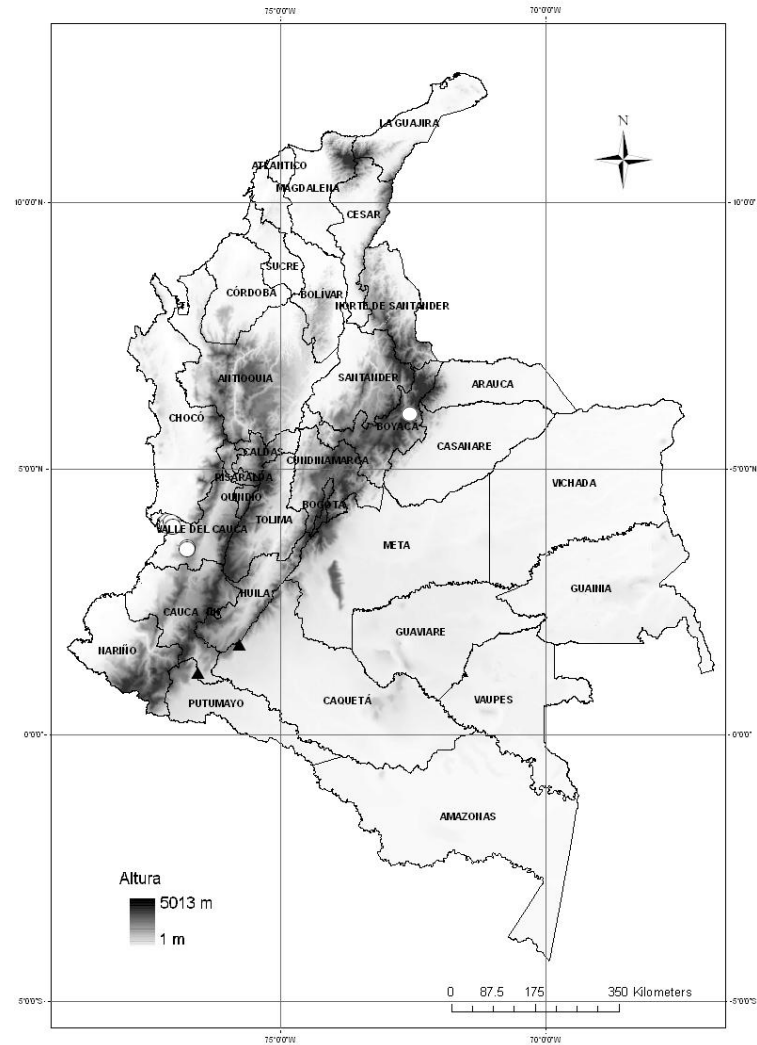 75°0'0"W 70°0'0"W
N
LA GUAJIRA
ATLANTICO
MAGDALENA
10°0'0" 10°0'0"
CESAR
SUCRE
CÓRDOBA BOLÍVAR
NORTE DE SANTANDER
ANTIOQUIA SANTANDER
ARAUCA
CHOCÓ
BOYACA
CASANARE
CALDAS
CUNDINAMARCA
5°0'0"N 5°0'0"N
RISARALDA
VICHADA
QUINDIO
BOGOTA
TOLIMA
VALLE DEL CAUCA
META
GUAINIA
HUILA
CAUCA
GUAVIARE
NARIÑO
PUTUMAYO CAQUETÁ VAUPES
0°0'0" 0°0'0"
AMAZONAS
Altura
5013 m
1 m
0 87.5 175 350 Kilometers
5°0'0"S 5°0'0"S
75°0'0"W 70°0'0"W